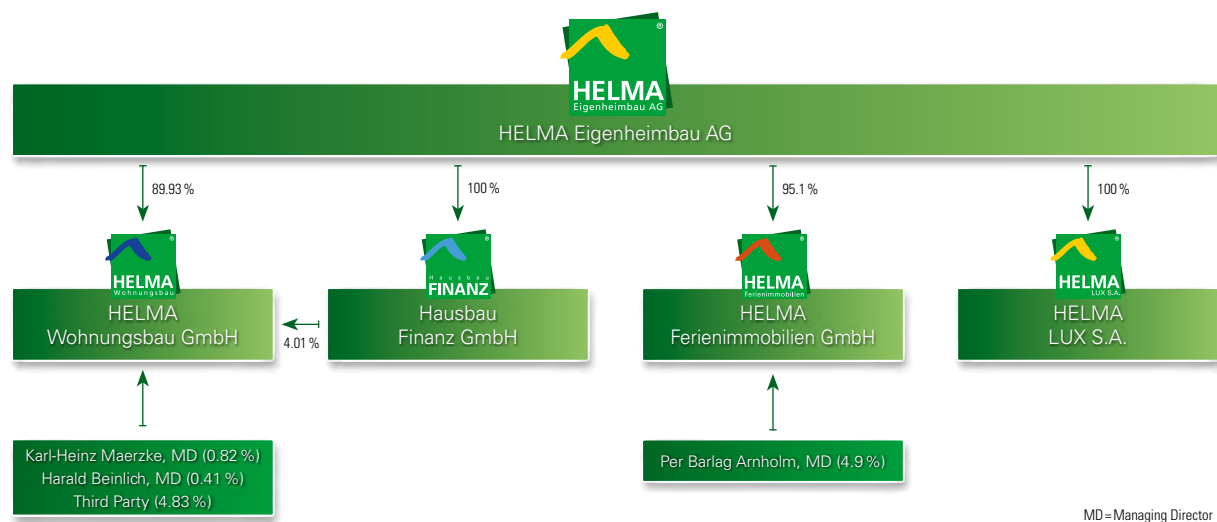 ®
HELMA
Eigenheimbau AG
HELMA Eigenheimbau AG
89.93 %
100 %
95.1 %
100 %
®
HELMA
Wohnungsbau
®
Hausbau
FINANZ
®
HELMA
Ferienimmobilien
®
HELMA
LUX S.A.
HELMA
Wohnungsbau GmbH
4.01 %
Hausbau
Finanz GmbH
HELMA
Ferienimmobilien GmbH
HELMA
LUX S.A.
Karl-Heinz Maerzke, MD (0.82 %)
Harald Beinlich, MD (0.41 %)
Third Party (4.83 %)
Per Barlag Arnholm, MD (4.9 %)
MD = Managing Director